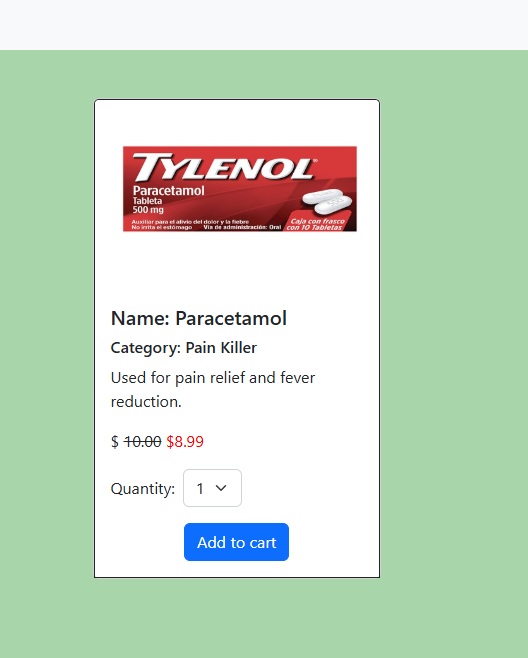 TYLENOL
Paracetamol
Tableta
500 mg
Auxiliar para el alivio del dolor y la fiebre
No irrita el estómago Vía de administración: Oral
Caja con frasco
con 10 Tabletas
Name: Paracetamol
Category: Pain Killer
Used for pain relief and fever
reduction.
$ 10.00 $8.99
Quantity: 1
Add to cart